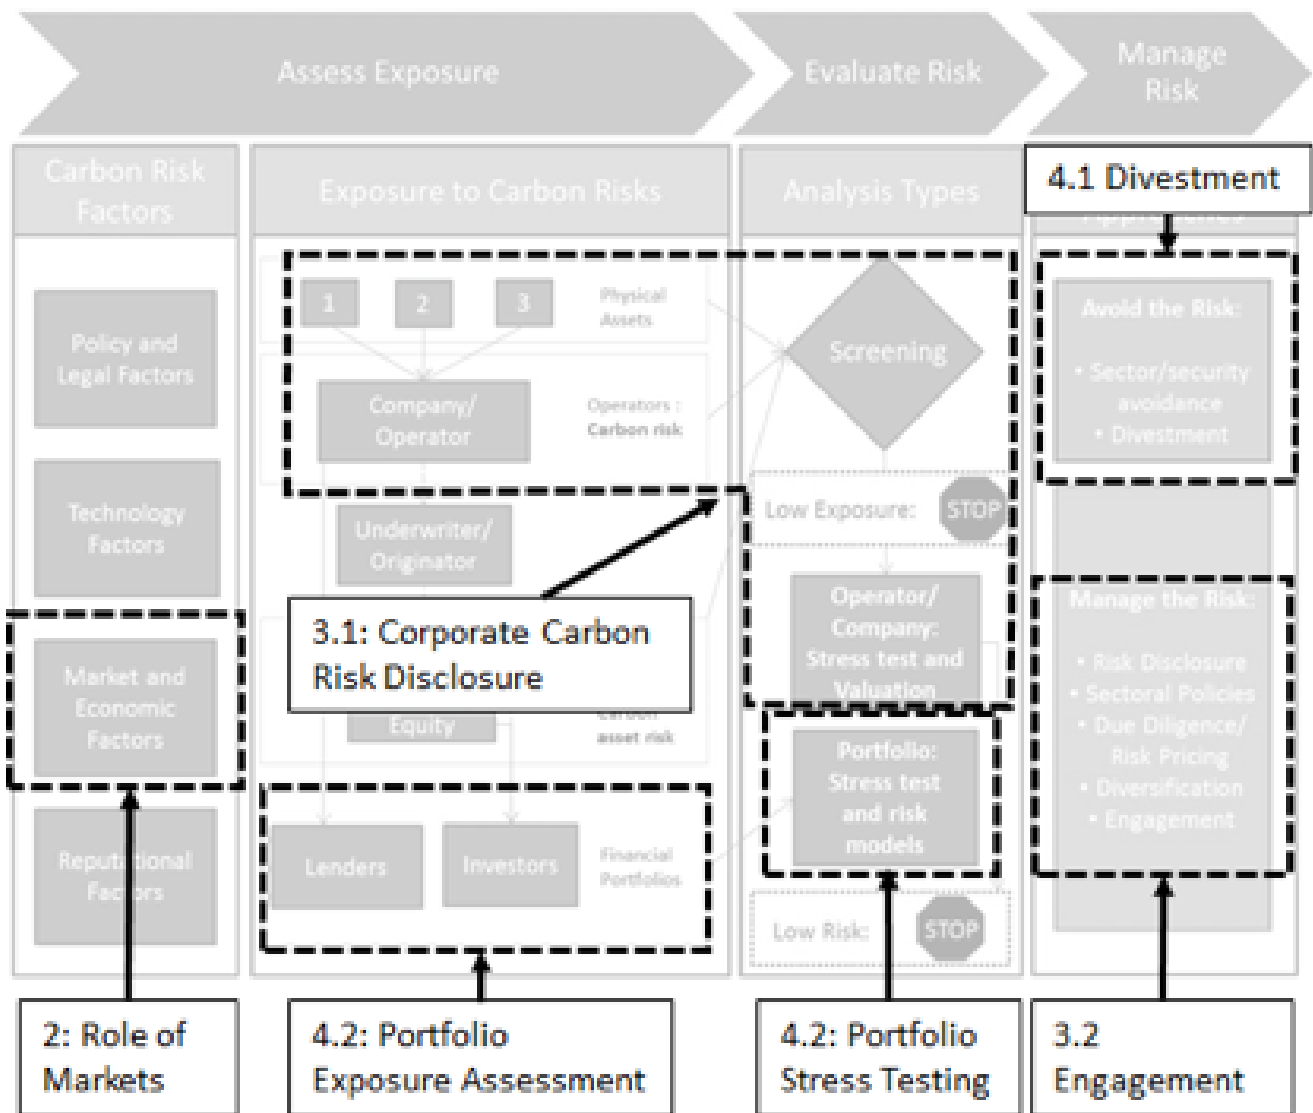 Assess Exposure
Evaluate Risk
Manage
Risk
Carbon Risk
Factors
Exposure to Carbon Risks
Analysis Types
4.1 Divestment
Policy and
Legal Factors
Technology
Factors
Market and
Economic
Factors
Reputational
Factors
1
2
3
Physical
Assets
Company/
Operator
Operators :
Carbon risk
Underwriter/
Originator
3.1: Corporate Carbon
Risk Disclosure
Equity
Carbon
asset risk
Lenders
Investors
Financial
Portfolios
Screening
Low Exposure:
STOP
Operator/
Company:
Stress test and
Valuation
Portfolio:
Stress test
and risk
models
Low Risk:
STOP
Avoid the Risk:
• Sector/security
avoidance
• Divestment
Manage the Risk:
• Risk Disclosure
• Sectoral Policies
• Due Diligence/
Risk Pricing
• Diversification
• Engagement
2: Role of
Markets
4.2: Portfolio
Exposure Assessment
4.2: Portfolio
Stress Testing
3.2
Engagement